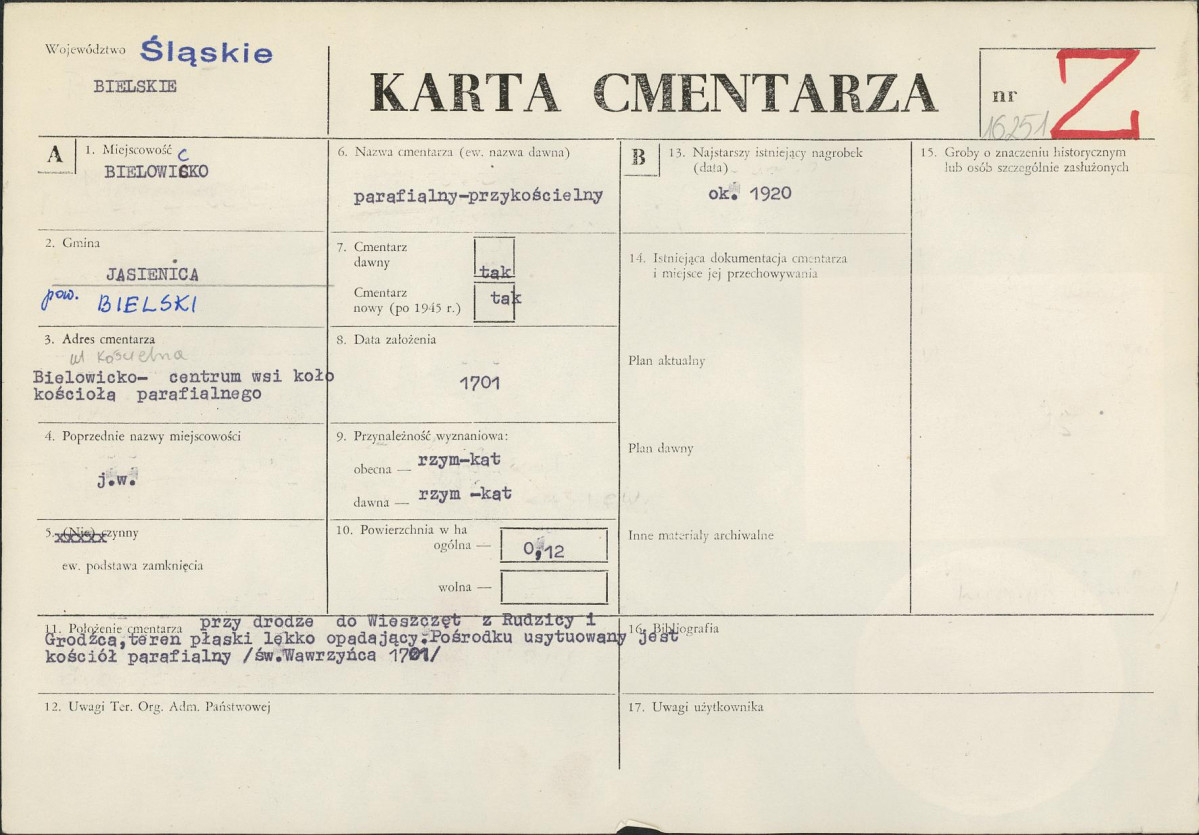 Województwo Śląskie
BIELSKIE
KARTA CMENTARZA
nr 16251 Z
A
1. Miejscowość
c
BIELOWISKO
2. Gmina
JASIENICA
pow. BIELSKI
3. Adres cmentarza
ul Kościelna
Bielowicko- centrum wsi koło
kościoła parafialnego
4. Poprzednie nazwy miejscowości
j.w.
5. (Nie) czynny
xxxxx
ew. podstawa zamknięcia
6. Nazwa cmentarza (ew. nazwa dawna)
parafialny-przykościelny
7. Cmentarz
dawny tak
Cmentarz
nowy (po 1945 r.) tak
8. Data założenia
1701
9. Przynależność wyznaniowa:
obecna — rzym-kat
dawna — rzym -kat
10. Powierzchnia w ha
ogólna — 0,12
wolna —
11. Położenie cmentarza przy drodze do Wieszczęt z Rudzicy i
Grodźca,teren płaski lekko opadający.Pośrodku usytuowany jest
kościół parafialny /św.Wawrzyńca 1701/
12. Uwagi Ter. Org. Adm. Państwowej
B
13. Najstarszy istniejący nagrobek
(data)
ok. 1920
14. Istniejąca dokumentacja cmentarza
i miejsce jej przechowywania
Plan aktualny
Plan dawny
Inne materiały archiwalne
15. Groby o znaczeniu historycznym
lub osób szczególnie zasłużonych
16. Bibliografia
17. Uwagi użytkownika